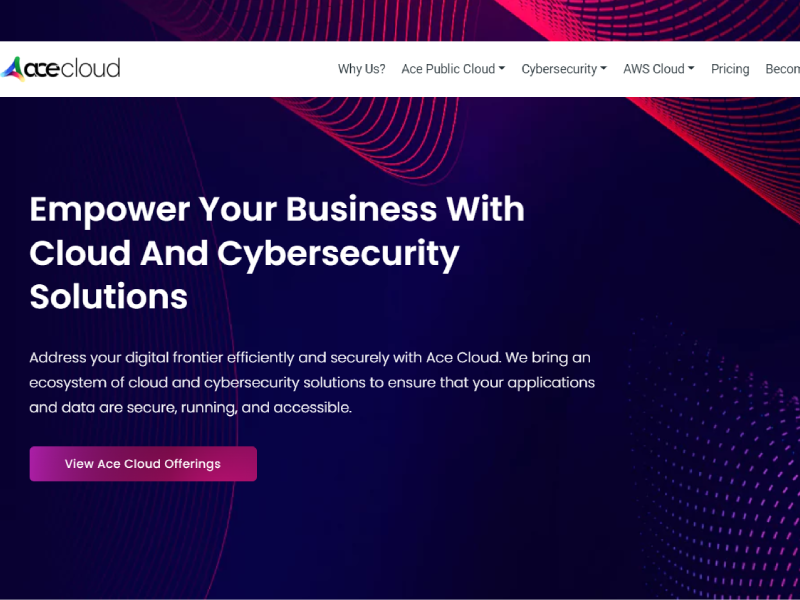 acecloud
Why Us? Ace Public Cloud Cybersecurity AWS Cloud Pricing
Empower Your Business With
Cloud And Cybersecurity
Solutions
Address your digital frontier efficiently and securely with Ace Cloud. We bring an
ecosystem of cloud and cybersecurity solutions to ensure that your applications
and data are secure, running, and accessible.
View Ace Cloud Offerings